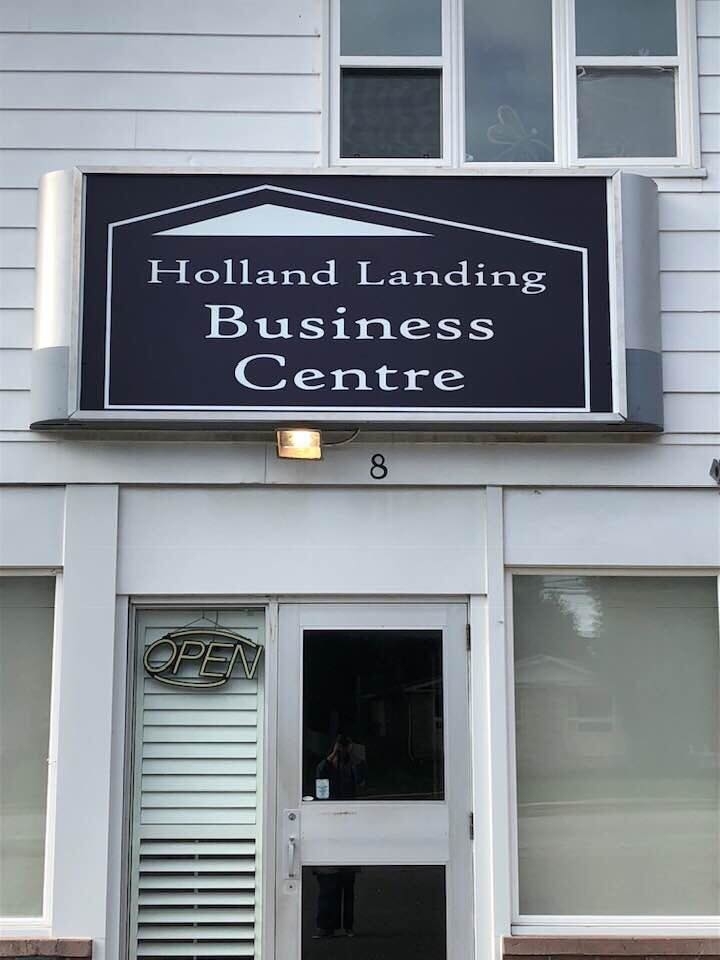 Holland Landing
Business
Centre
8
OPEN